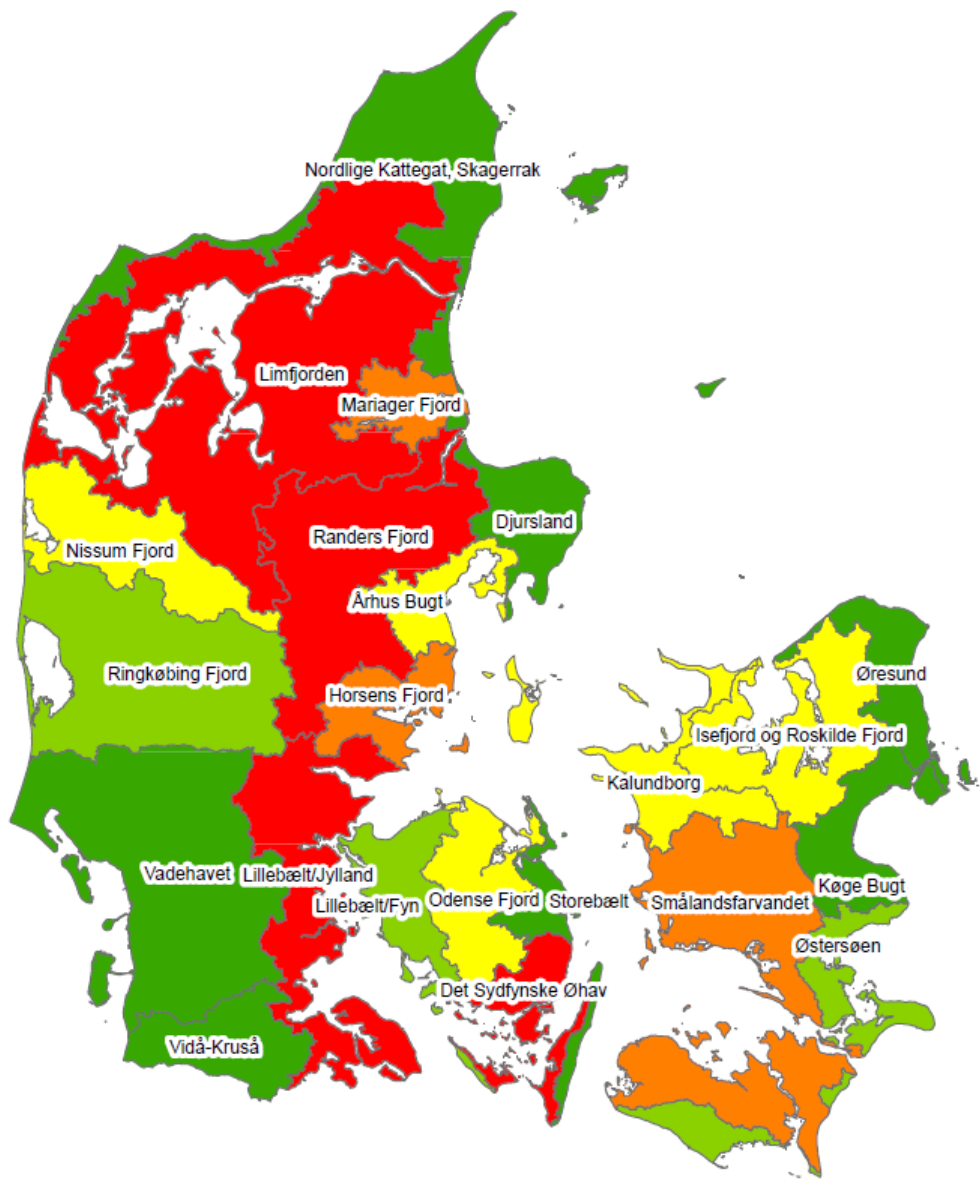 Nordlige Kattegat, Skagerrak
Limfjorden
Mariager Fjord
Djursland
Randers Fjord
Nissum Fjord
Århus Bugt
Ringkøbing Fjord
Øresund
Horsens Fjord
Isefjord og Roskilde Fjord
Kalundborg
Vadehavet
Lillebælt/Jylland
Køge Bugt
Lillebælt/Fyn
Odense Fjord
Storebælt
Smålandsfarvandet
Østersøen
Det Sydfynske Øhav
Vidå-Kruså